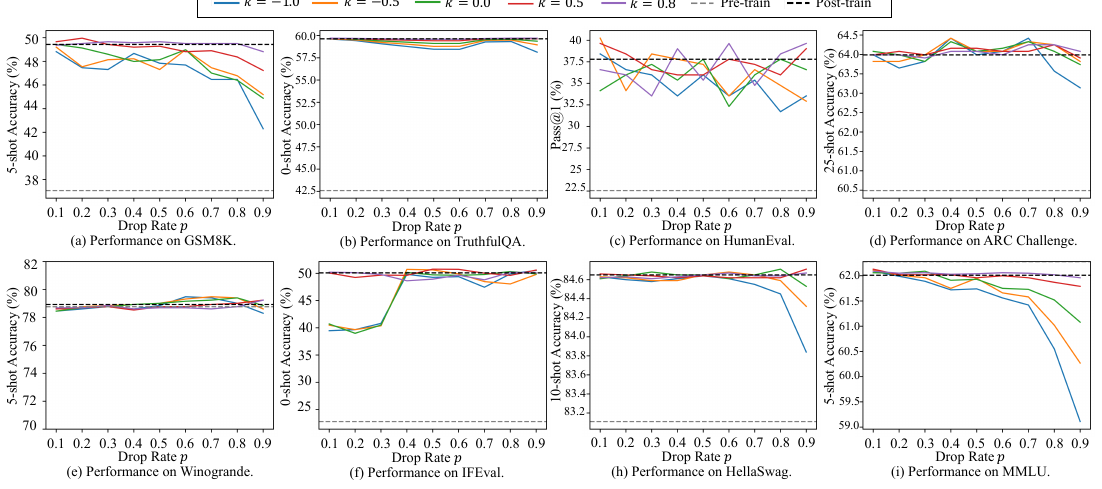 κ = −1.0 κ = −0.5 κ = 0.0 κ = 0.5 κ = 0.8 Pre-train Post-train
5-shot Accuracy (%)
50
48
46
44
42
40
38
0.1 0.2 0.3 0.4 0.5 0.6 0.7 0.8 0.9
Drop Rate p
(a) Performance on GSM8K.
0-shot Accuracy (%)
60.0
57.5
55.0
52.5
50.0
47.5
45.0
42.5
0.1 0.2 0.3 0.4 0.5 0.6 0.7 0.8 0.9
Drop Rate p
(b) Performance on TruthfulQA.
Pass@1 (%)
40
37.5
35
32.5
30
27.5
25
22.5
0.1 0.2 0.3 0.4 0.5 0.6 0.7 0.8 0.9
Drop Rate p
(c) Performance on HumanEval.
25-shot Accuracy (%)
64.5
64.0
63.5
63.0
62.5
62.0
61.5
61.0
60.5
0.1 0.2 0.3 0.4 0.5 0.6 0.7 0.8 0.9
Drop Rate p
(d) Performance on ARC Challenge.
5-shot Accuracy (%)
82
80
78
76
74
72
70
0.1 0.2 0.3 0.4 0.5 0.6 0.7 0.8 0.9
Drop Rate p
(e) Performance on Winogrande.
0-shot Accuracy (%)
50
45
40
35
30
25
0.1 0.2 0.3 0.4 0.5 0.6 0.7 0.8 0.9
Drop Rate p
(f) Performance on IFEval.
10-shot Accuracy (%)
84.6
84.4
84.2
84.0
83.8
83.6
83.4
83.2
0.1 0.2 0.3 0.4 0.5 0.6 0.7 0.8 0.9
Drop Rate p
(h) Performance on HellaSwag.
5-shot Accuracy (%)
62.0
61.5
61.0
60.5
60.0
59.5
59.0
0.1 0.2 0.3 0.4 0.5 0.6 0.7 0.8 0.9
Drop Rate p
(i) Performance on MMLU.